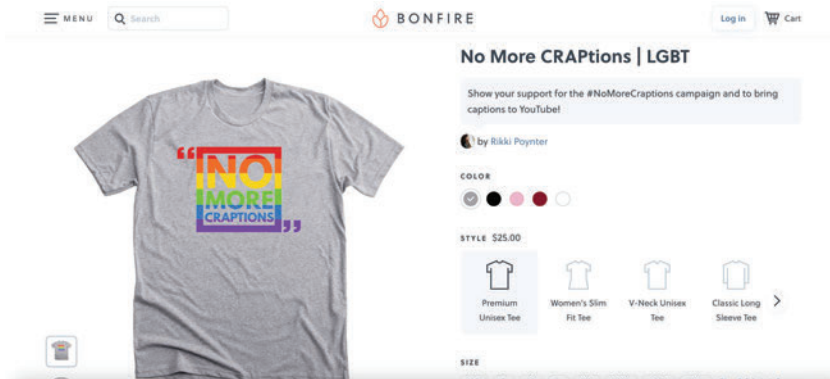 MENU
Search
BONFIRE
Log in
Cart
No More CRAPtions | LGBT
Show your support for the #NoMoreCraptions campaign and to bring
captions to YouTube!
by Rikki Poynter
COLOR
STYLE $25.00
Premium
Unisex Tee
Women's Slim
Fit Tee
V-Neck Unisex
Tee
Classic Long
Sleeve Tee
SIZE
“NO
MORE
CRAPTIONS”